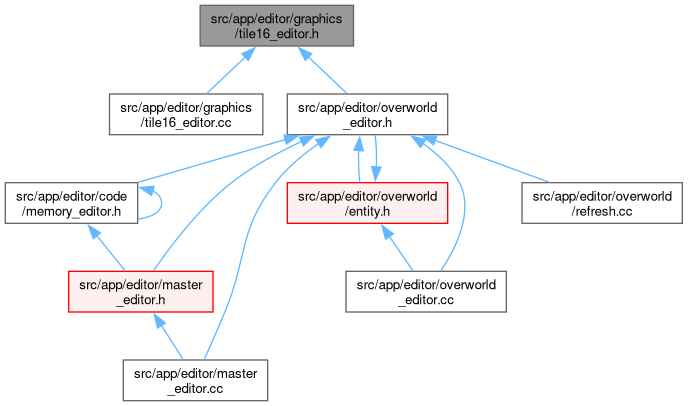 src/app/editor/graphics
/tile16_editor.h
src/app/editor/graphics
/tile16_editor.cc
src/app/editor/overworld
_editor.h
src/app/editor/code
/memory_editor.h
src/app/editor/overworld
/entity.h
src/app/editor/overworld
/refresh.cc
src/app/editor/master
_editor.h
src/app/editor/overworld
_editor.cc
src/app/editor/master
_editor.cc